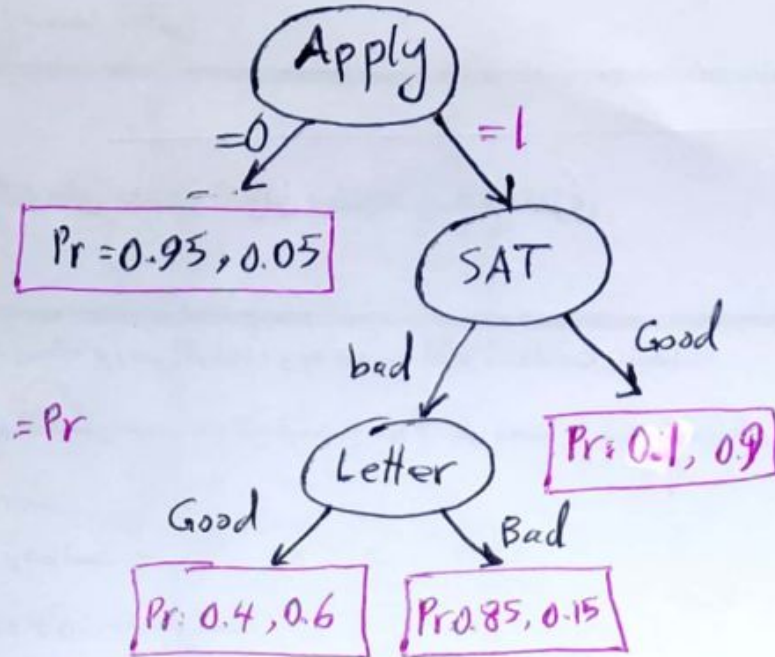 Apply
=0
=1
Pr=0.95, 0.05
SAT
bad
Good
=Pr
Letter
Pr: 0.1, 0.9
Good
Bad
Pr: 0.4, 0.6
Pr 0.85, 0.15